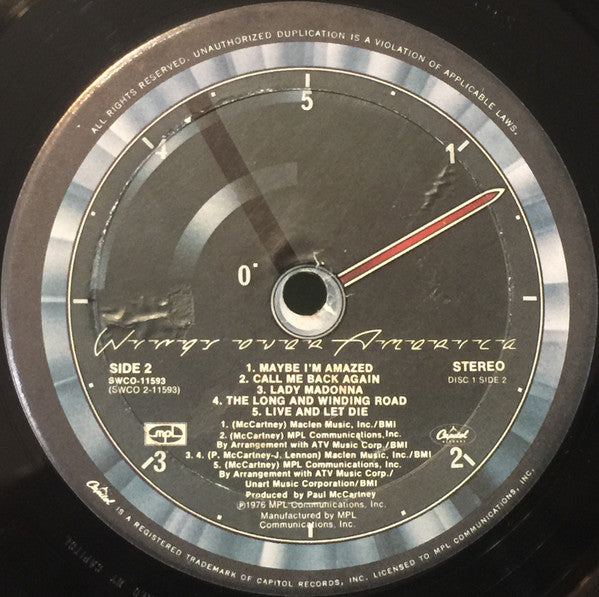 ALL RIGHTS RESERVED. UNAUTHORIZED DUPLICATION IS A VIOLATION OF APPLICABLE LAWS.
5
4
1
0
Wings over America
SIDE 2
SWCO-11593
(SWCO 2-11593)
1. MAYBE I'M AMAZED
2. CALL ME BACK AGAIN
3. LADY MADONNA
4. THE LONG AND WINDING ROAD
5. LIVE AND LET DIE
STEREO
DISC 1 SIDE 2
1. (McCartney) Maclen Music, Inc./BMI
2. (McCartney) MPL Communications, Inc.
By Arrangement with ATV Music Corp./BMI
3. 4. (P. McCartney-J. Lennon) Maclen Music, Inc./BMI
5. (McCartney) MPL Communications, Inc.
By Arrangement with ATV Music Corp./
Unart Music Corporation/BMI
Produced by Paul McCartney
℗1976 MPL Communications, Inc.
Manufactured by MPL
Communications, Inc.
mpl
Capitol
3
2
Capitol IS A REGISTERED TRADEMARK OF CAPITOL RECORDS, INC. LICENSED TO MPL COMMUNICATIONS, INC.